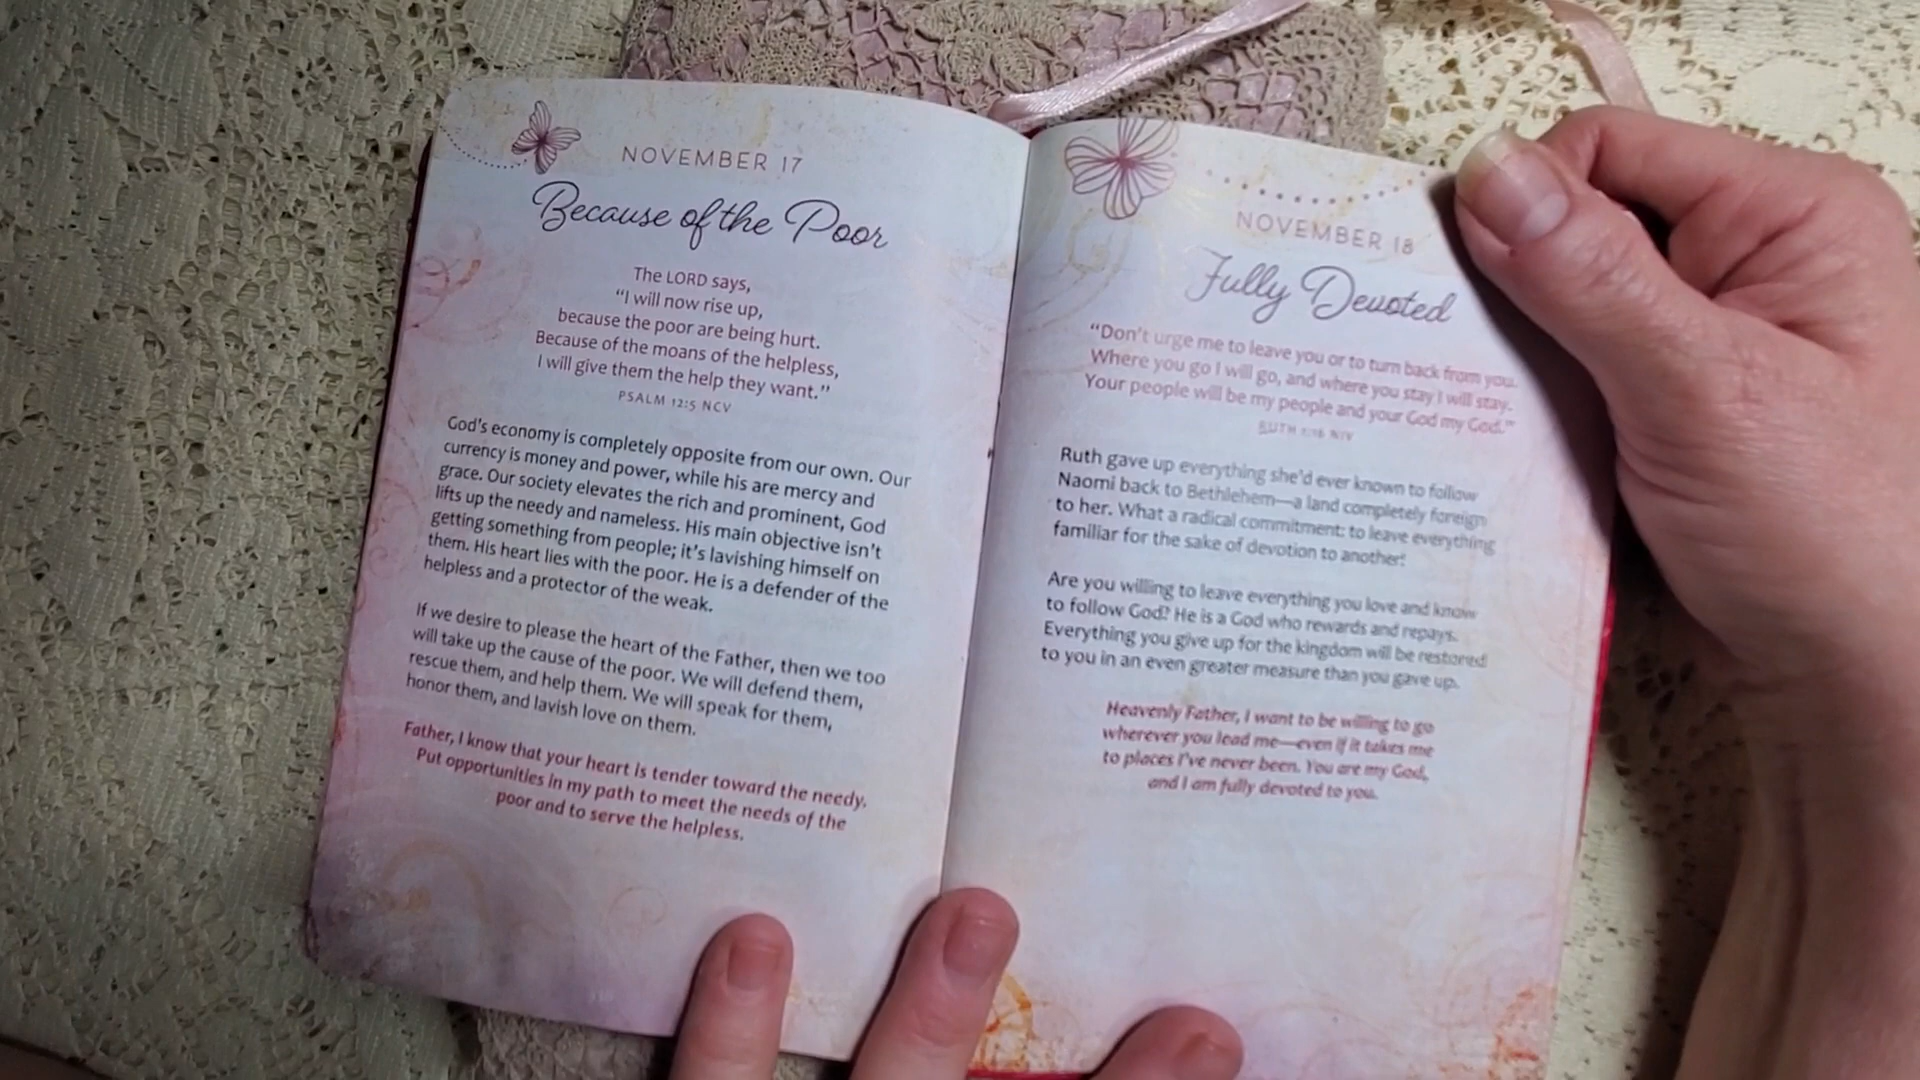 NOVEMBER 17
Because of the Poor
The LORD says,
“I will now rise up,
because the poor are being hurt.
Because of the moans of the helpless,
I will give them the help they want.”
PSALM 12:5 NCV
God’s economy is completely opposite from our own. Our
currency is money and power, while his are mercy and
grace. Our society elevates the rich and prominent, God
lifts up the needy and nameless. His main objective isn’t
getting something from people; it’s lavishing himself on
them. His heart lies with the poor. He is a defender of the
helpless and a protector of the weak.
If we desire to please the heart of the Father, then we too
will take up the cause of the poor. We will defend them,
rescue them, and help them. We will speak for them,
honor them, and lavish love on them.
Father, I know that your heart is tender toward the needy.
Put opportunities in my path to meet the needs of the
poor and to serve the helpless.
NOVEMBER 18
Fully Devoted
“Don’t urge me to leave you or to turn back from you.
Where you go I will go, and where you stay I will stay.
Your people will be my people and your God my God.”
RUTH 1:16 NIV
Ruth gave up everything she’d ever known to follow
Naomi back to Bethlehem—a land completely foreign
to her. What a radical commitment: to leave everything
familiar for the sake of devotion to another!
Are you willing to leave everything you love and know
to follow God? He is a God who rewards and repays.
Everything you give up for the kingdom will be restored
to you in an even greater measure than you gave up.
Heavenly Father, I want to be willing to go
wherever you lead me—even if it takes me
to places I’ve never been. You are my God,
and I am fully devoted to you.